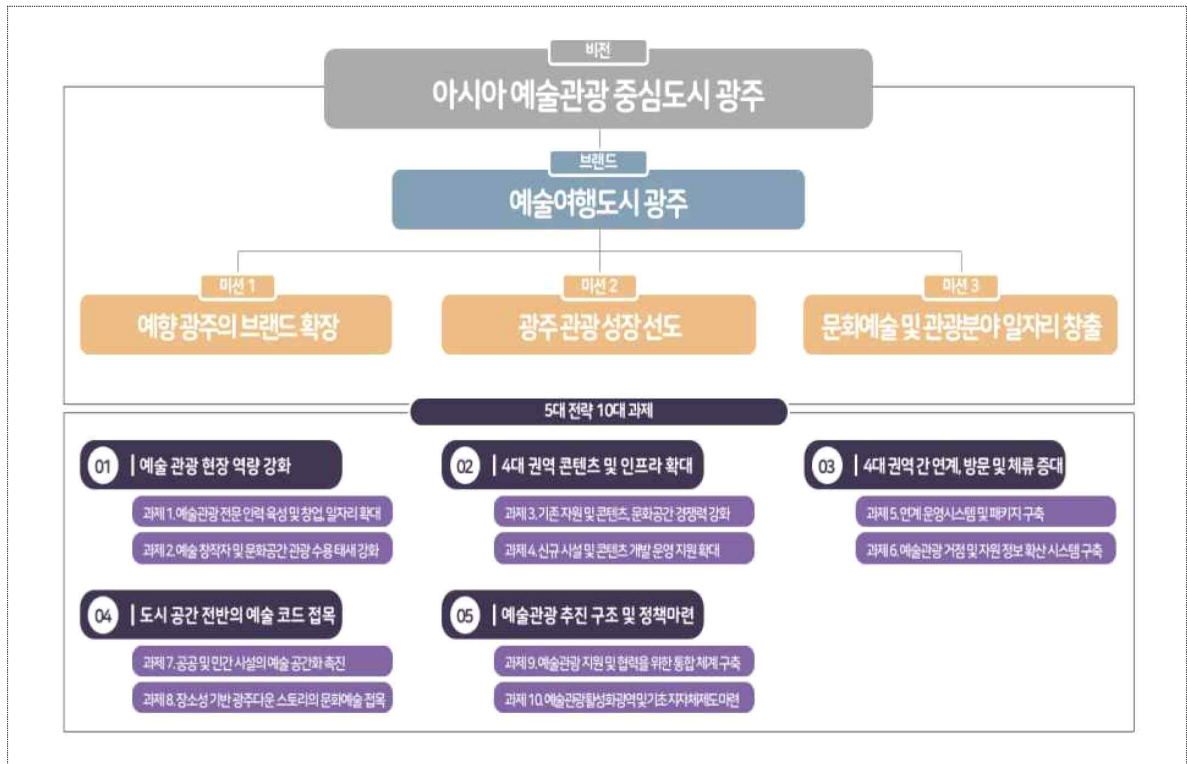 비전
아시아 예술관광 중심도시 광주
브랜드
예술여행도시 광주
미션 1
예향 광주의 브랜드 확장
미션 2
광주 관광 성장 선도
미션 3
문화예술 및 관광분야 일자리 창출
5대 전략 10대 과제
01 예술 관광 현장 역량 강화
과제 1. 예술관광 전문 인력 육성 및 창업, 일자리 확대
과제 2. 예술 창작자 및 문화공간 관광 수용 태새 강화
02 4대 권역 콘텐츠 및 인프라 확대
과제 3. 기존 자원 및 콘텐츠, 문화공간 경쟁력 강화
과제 4. 신규 시설 및 콘텐츠 개발 운영 지원 확대
03 4대 권역 간 연계, 방문 및 체류 증대
과제 5. 연계 운영시스템 및 패키지 구축
과제 6. 예술관광 거점 및 자원 정보 확산 시스템 구축
04 도시 공간 전반의 예술 코드 접목
과제 7. 공공 및 민간 시설의 예술 공간화 촉진
과제 8. 장소성 기반 광주다운 스토리의 문화예술 접목
05 예술관광 추진 구조 및 정책마련
과제 9. 예술관광 지원 및 협력을 위한 통합 체계 구축
과제 10. 예술관광활성화광역및기초지자체제도마련